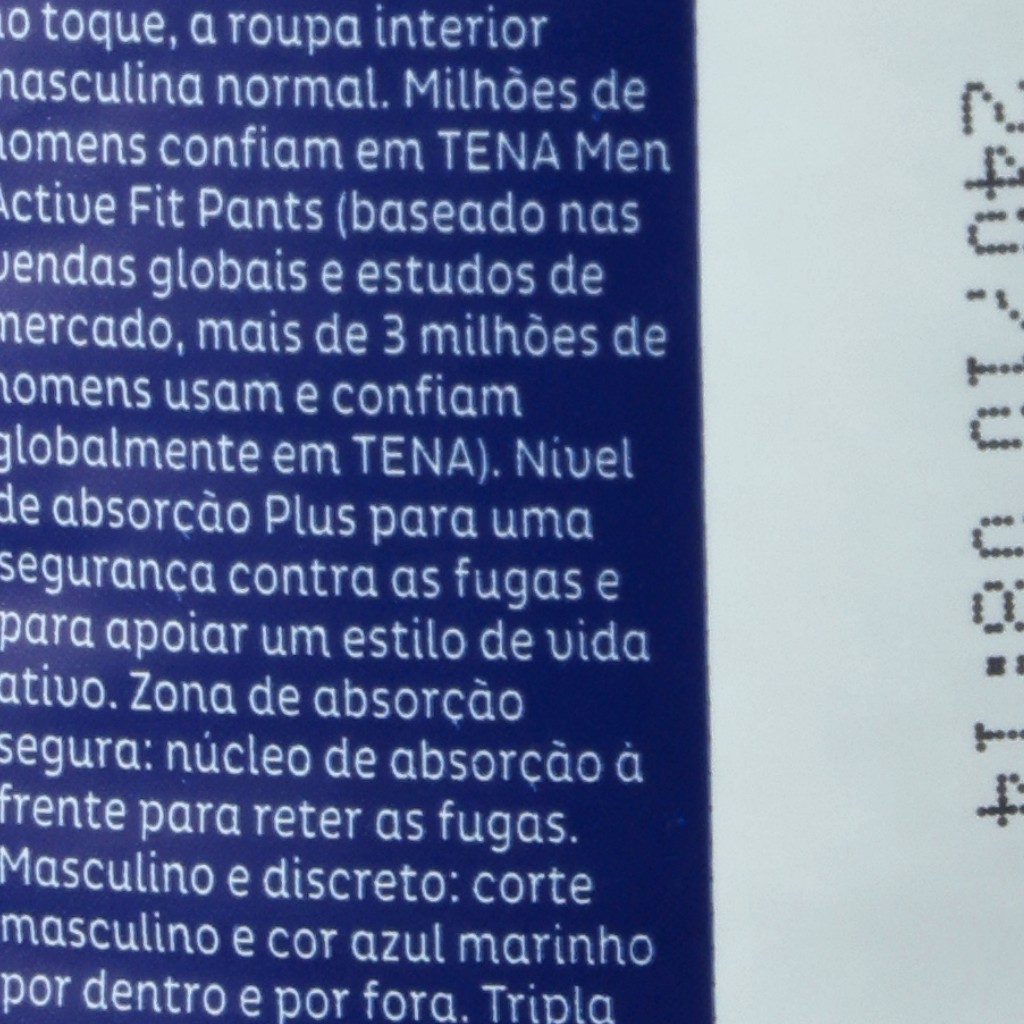 toque, a roupa interior
masculina normal. Milhões de
homens confiam em TENA Men
Active Fit Pants (baseado nas
vendas globais e estudos de
mercado, mais de 3 milhões de
homens usam e confiam
globalmente em TENA). Nível
de absorção Plus para uma
segurança contra as fugas e
para apoiar um estilo de vida
ativo. Zona de absorção
segura: núcleo de absorção à
frente para reter as fugas.
Masculino e discreto: corte
masculino e cor azul marinho
por dentro e por fora. Tripla